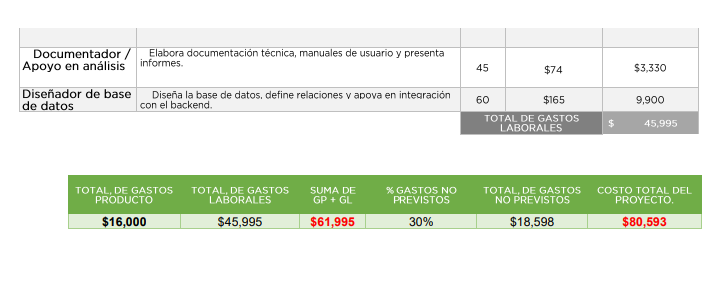 Documentador / Apoyo en análisis
Elabora documentación técnica, manuales de usuario y presenta informes.
45
$74
$3,330
Diseñador de base de datos
Diseña la base de datos, define relaciones y apoya en integración con el backend.
60
$165
9,900
TOTAL DE GASTOS LABORALES
$ 45,995
TOTAL, DE GASTOS PRODUCTO
TOTAL, DE GASTOS LABORALES
SUMA DE GP + GL
% GASTOS NO PREVISTOS
TOTAL, DE GASTOS NO PREVISTOS
COSTO TOTAL DEL PROYECTO.
$16,000
$45,995
$61,995
30%
$18,598
$80,593